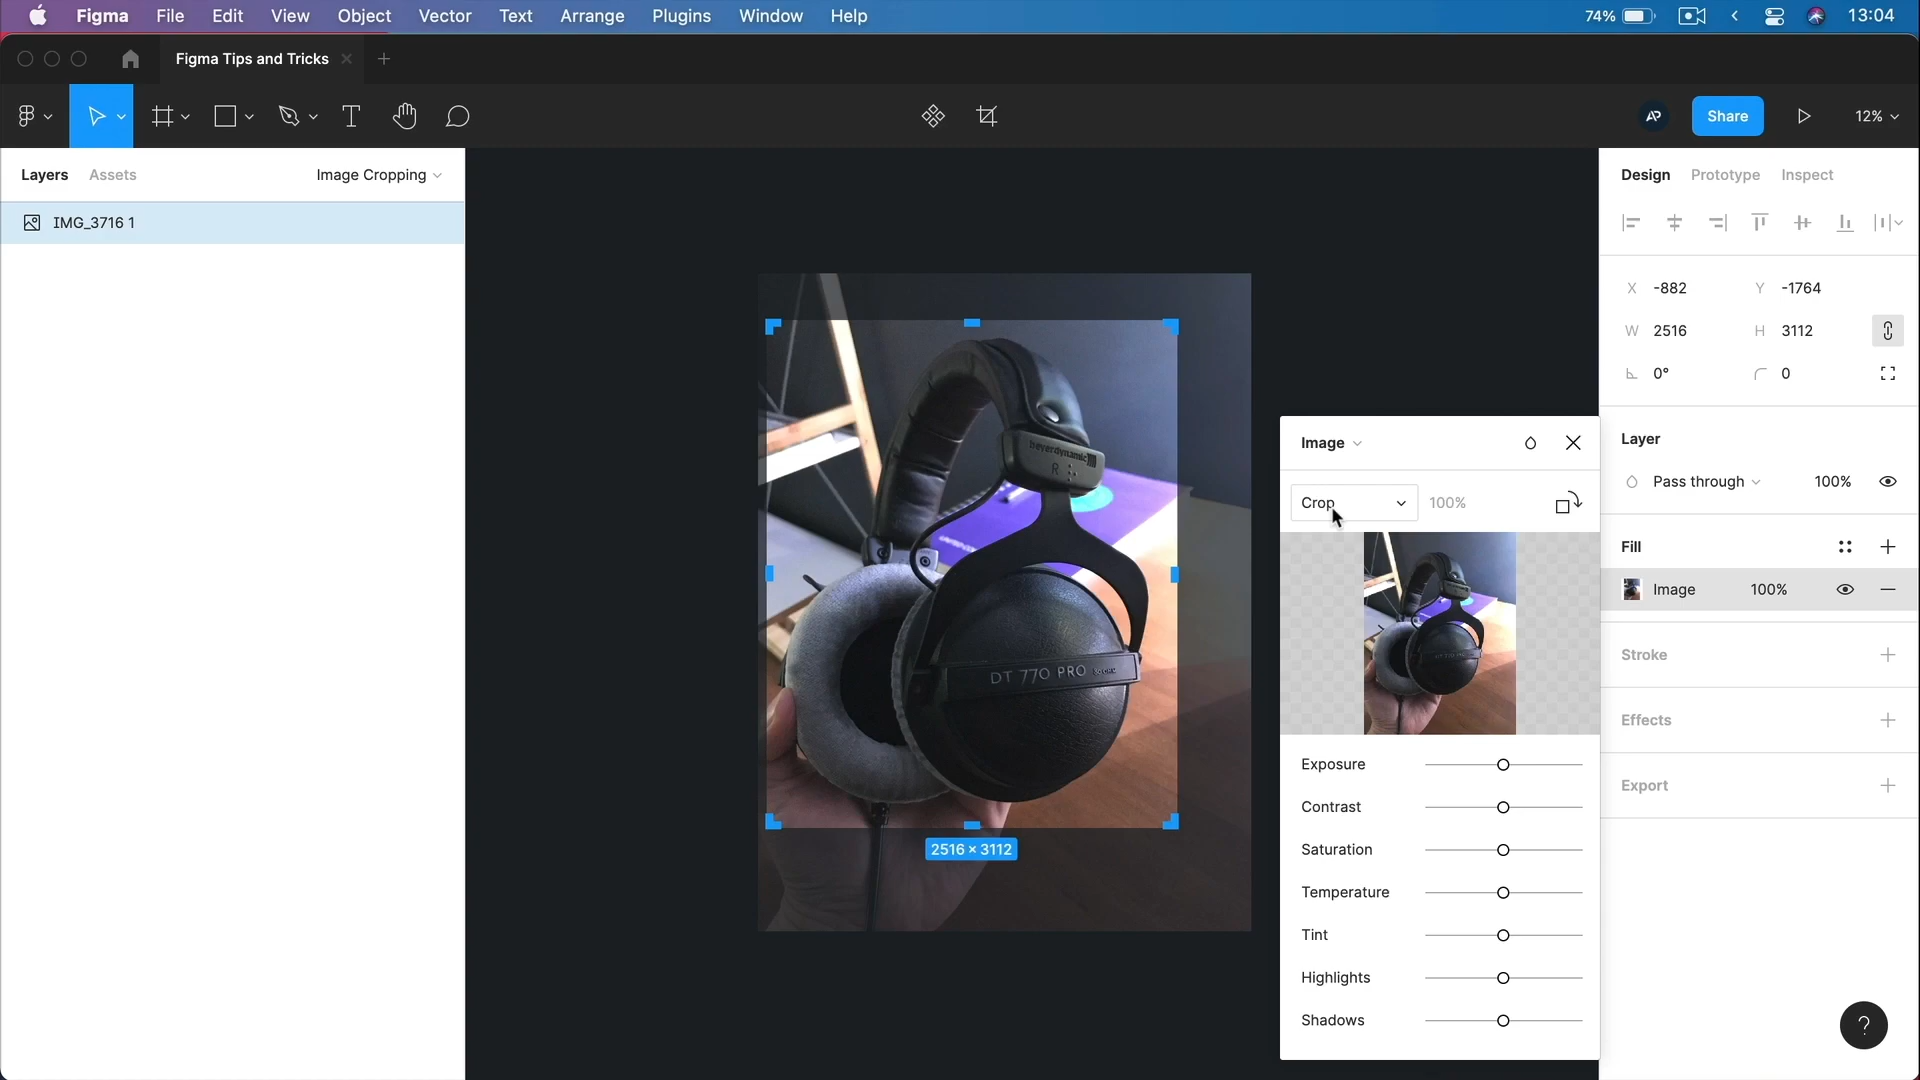 Figma File Edit View Object Vector Text Arrange Plugins Window Help 74% 13:04
Figma Tips and Tricks
AP Share 12%
Layers Assets Image Cropping
IMG_3716 1
beyerdynamic
R
DT 770 PRO
2516 × 3112
Image
Crop 100%
Exposure
Contrast
Saturation
Temperature
Tint
Highlights
Shadows
Design Prototype Inspect
X -882 Y -1764
W 2516 H 3112
0° 0
Layer
Pass through 100%
Fill
Image 100%
Stroke
Effects
Export
?